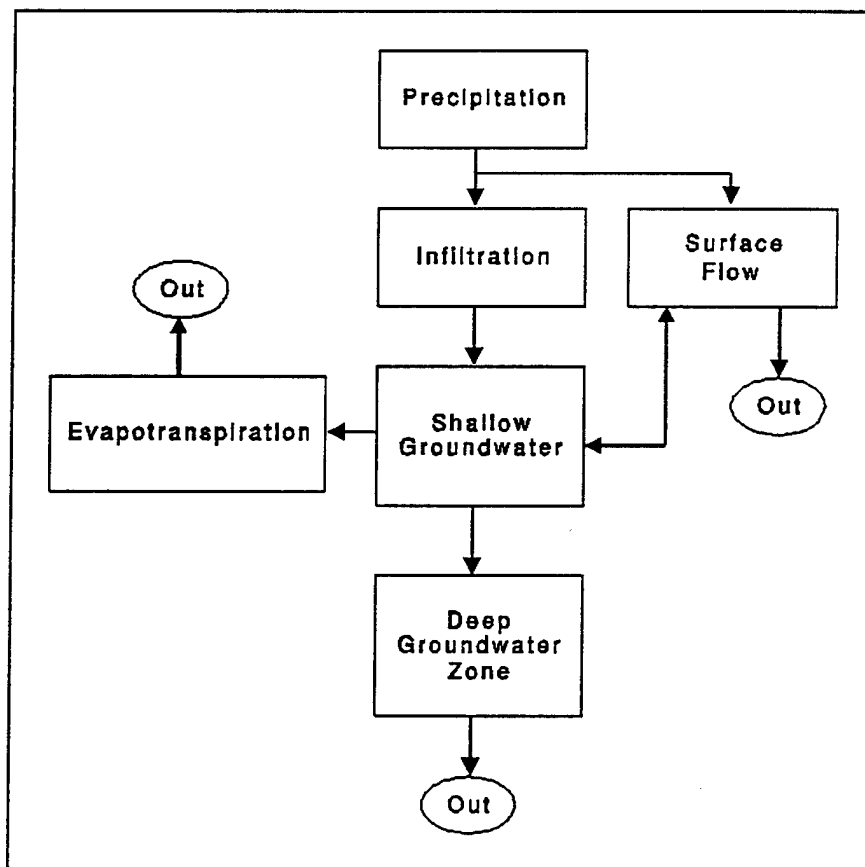 Precipitation
Infiltration
Surface
Flow
Out
Evapotranspiration
Shallow
Groundwater
Out
Deep
Groundwater
Zone
Out